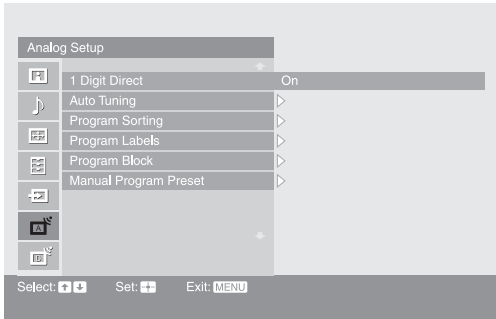 Analog Setup
1 Digit Direct On
Auto Tuning
Program Sorting
Program Labels
Program Block
Manual Program Preset
A
Select: Set: Exit: MENU